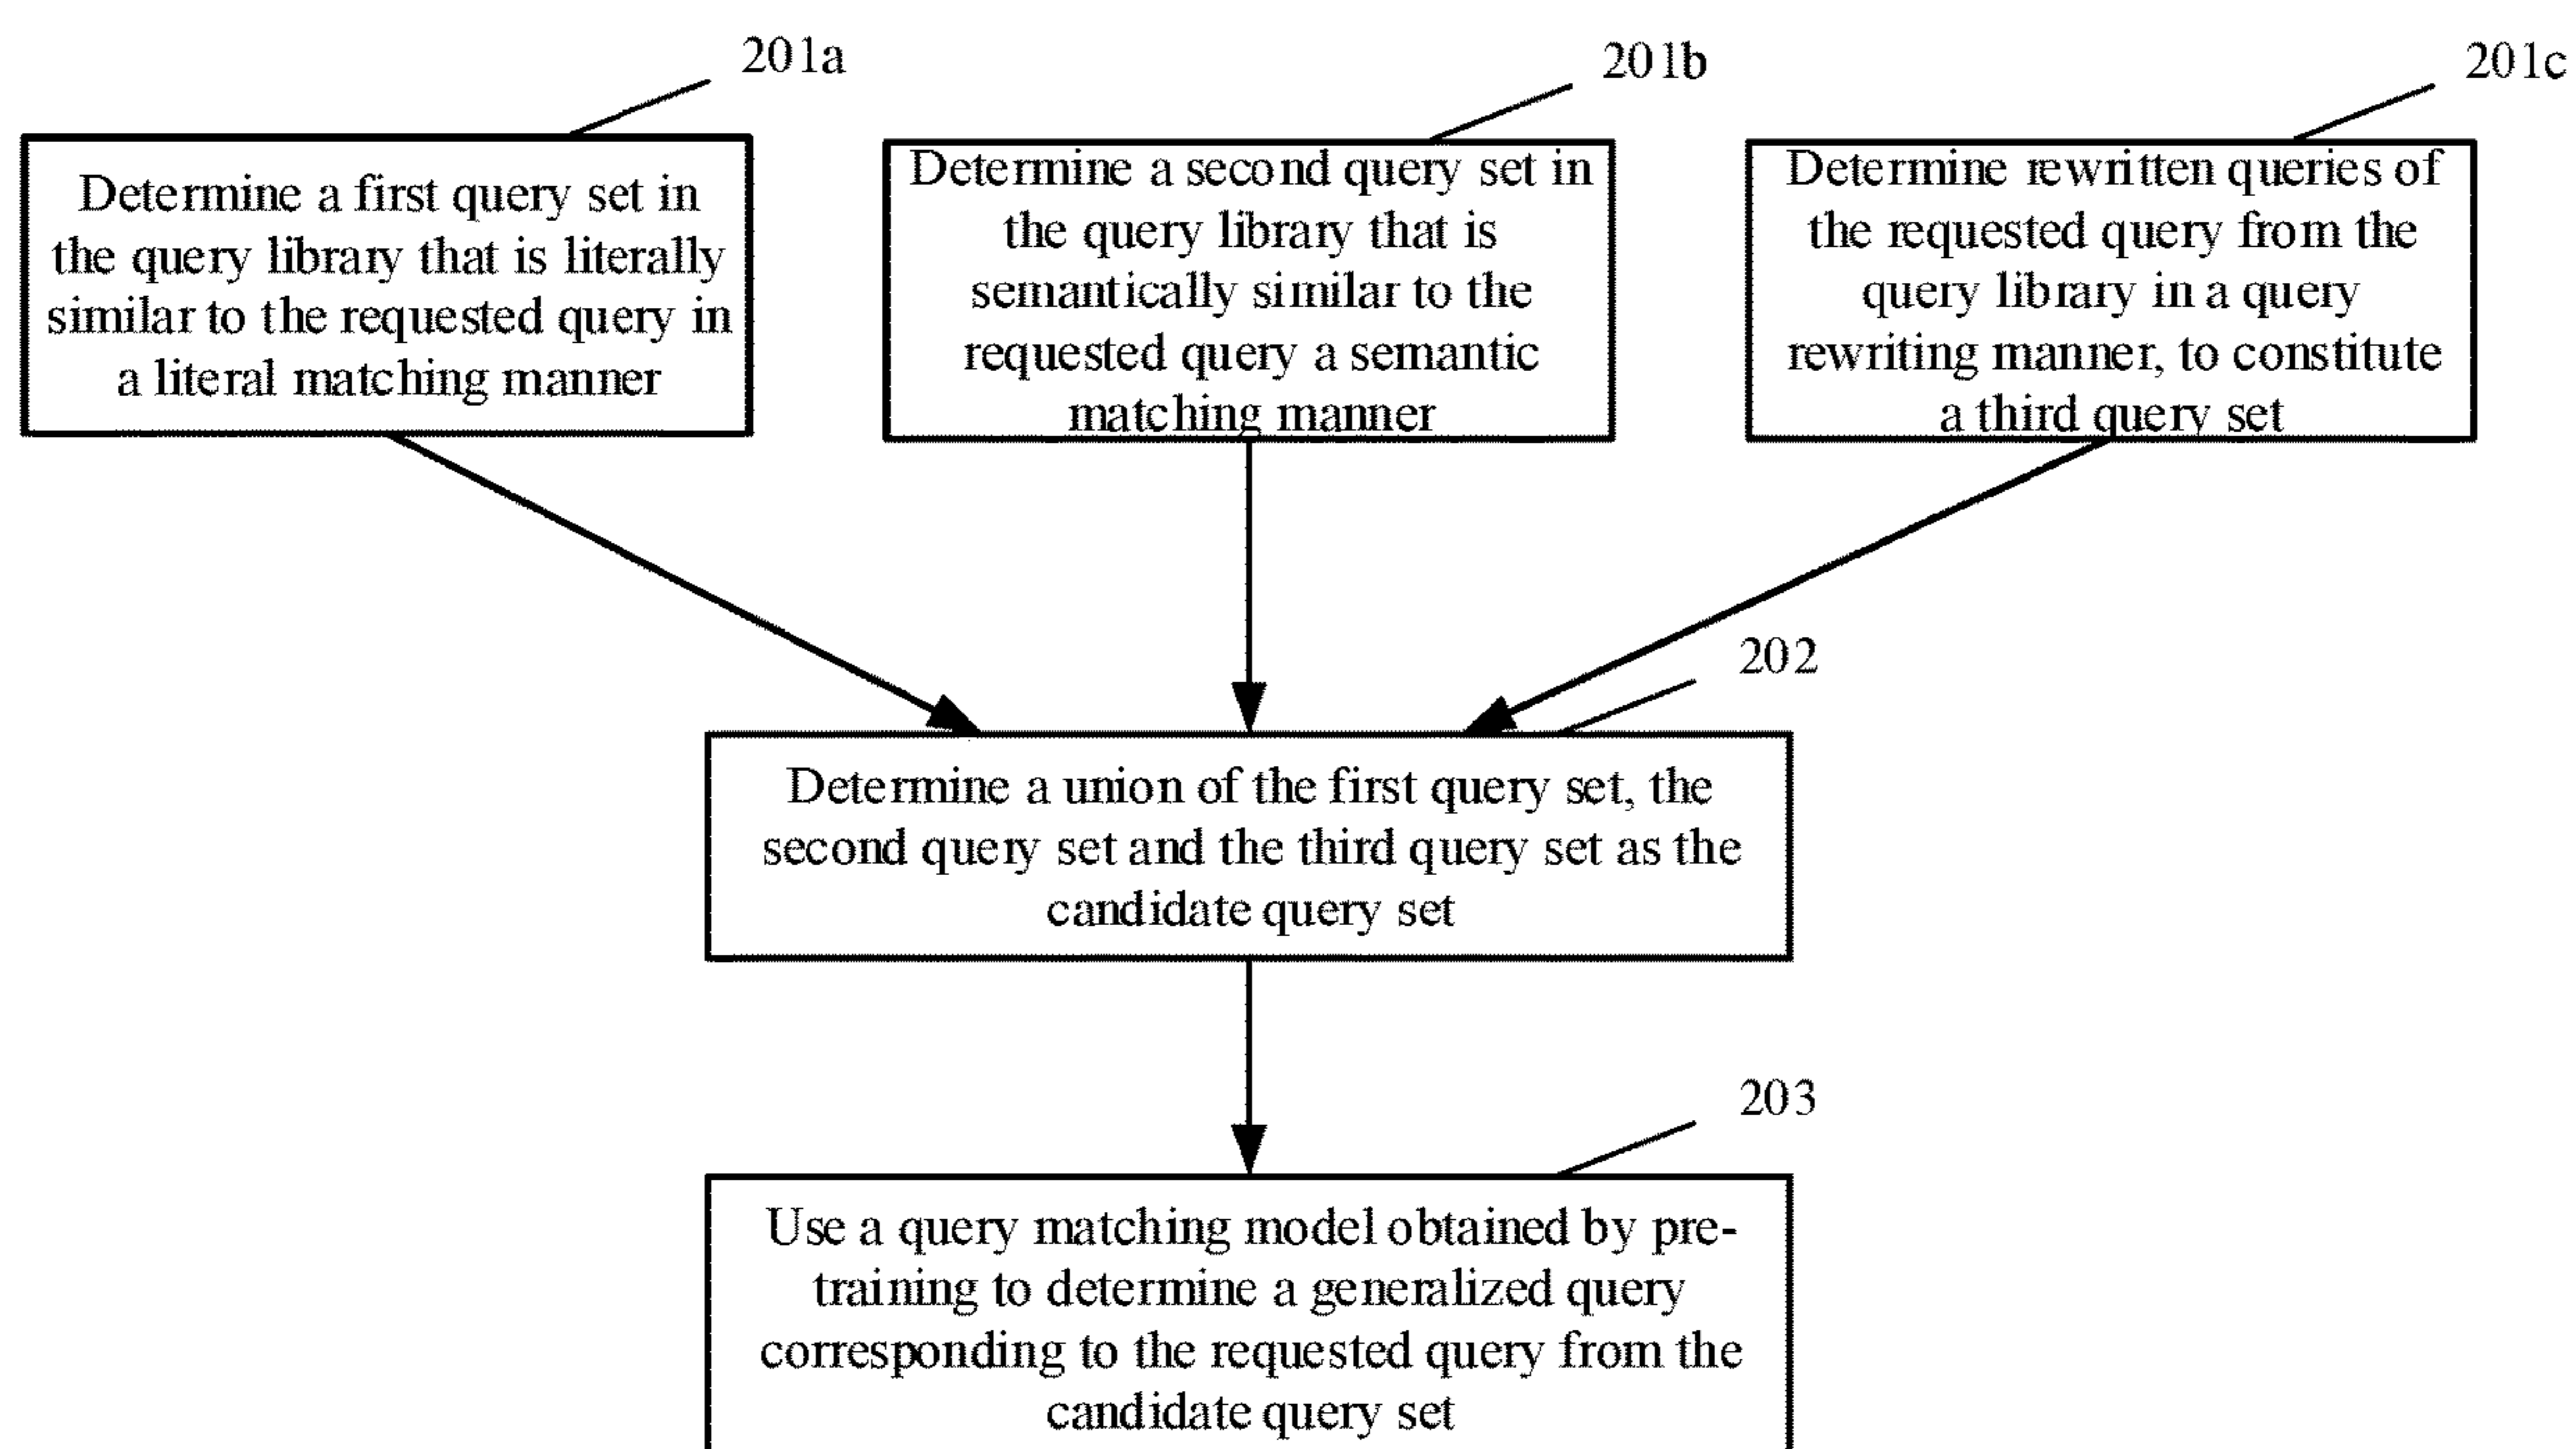 201a
Determine a first query set in
the query library that is literally
similar to the requested query in
a literal matching manner
201b
Determine a second query set in
the query library that is
semantically similar to the
requested query a semantic
matching manner
201c
Determine rewritten queries of
the requested query from the
query library in a query
rewriting manner, to constitute
a third query set
202
Determine a union of the first query set, the
second query set and the third query set as the
candidate query set
203
Use a query matching model obtained by pre-
training to determine a generalized query
corresponding to the requested query from the
candidate query set